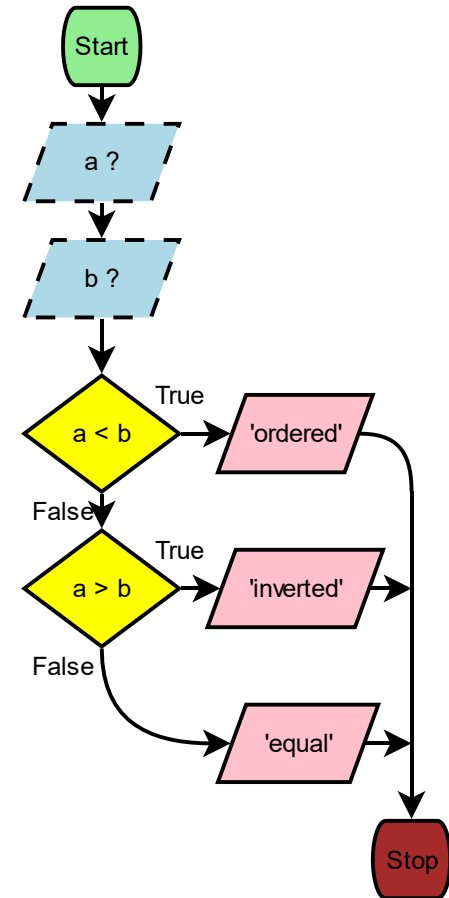 Start
a ?
b ?
a < b
True
'ordered'
False
a > b
True
'inverted'
False
'equal'
Stop